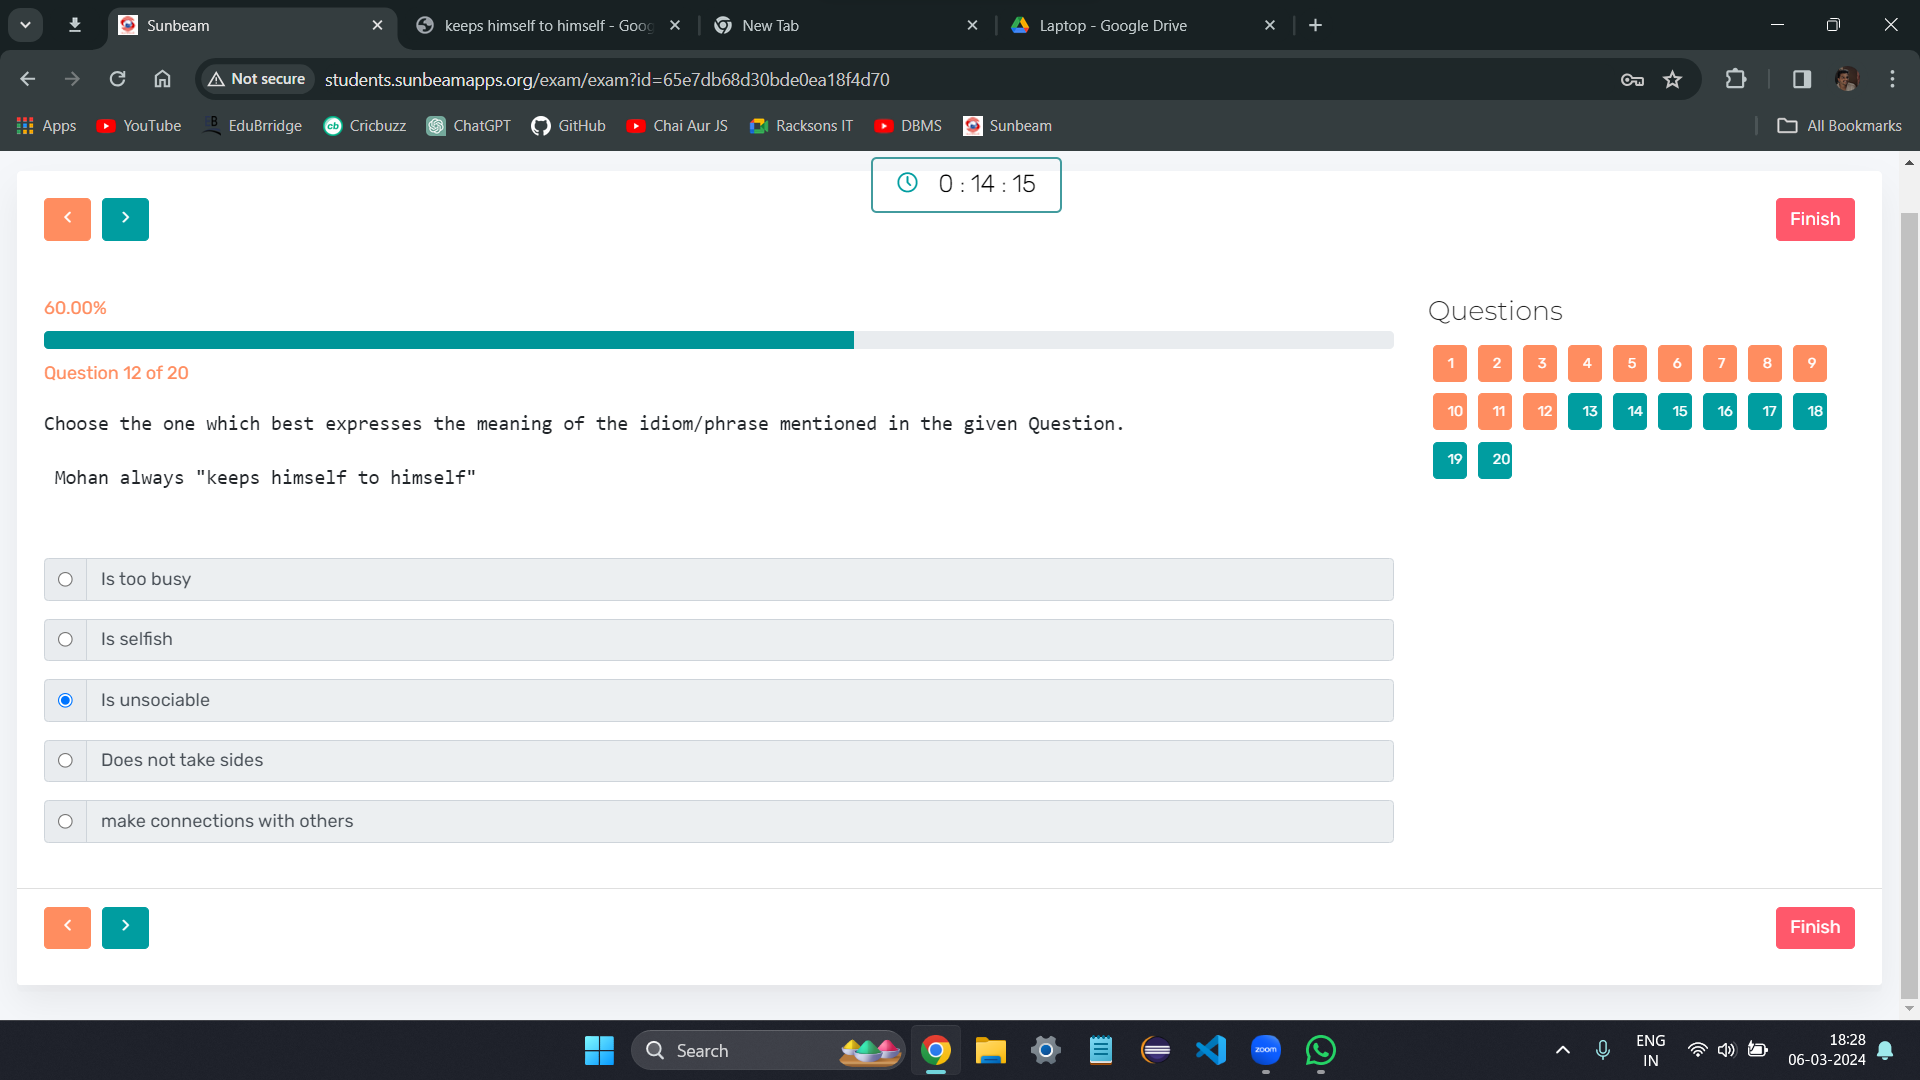 Sunbeam
keeps himself to himself - Goog
New Tab
Laptop - Google Drive
Not secure
students.sunbeamapps.org/exam/exam?id=65e7db68d30bde0ea18f4d70
Apps
YouTube
B EduBrridge
cb Cricbuzz
ChatGPT
GitHub
Chai Aur JS
Racksons IT
DBMS
Sunbeam
All Bookmarks
0 : 14 : 15
Finish
60.00%
Question 12 of 20
Choose the one which best expresses the meaning of the idiom/phrase mentioned in the given Question.
Mohan always "keeps himself to himself"
Is too busy
Is selfish
Is unsociable
Does not take sides
make connections with others
Questions
1 2 3 4 5 6 7 8 9
10 11 12 13 14 15 16 17 18
19 20
Finish
Search
zoom
ENG
IN
18:28
06-03-2024